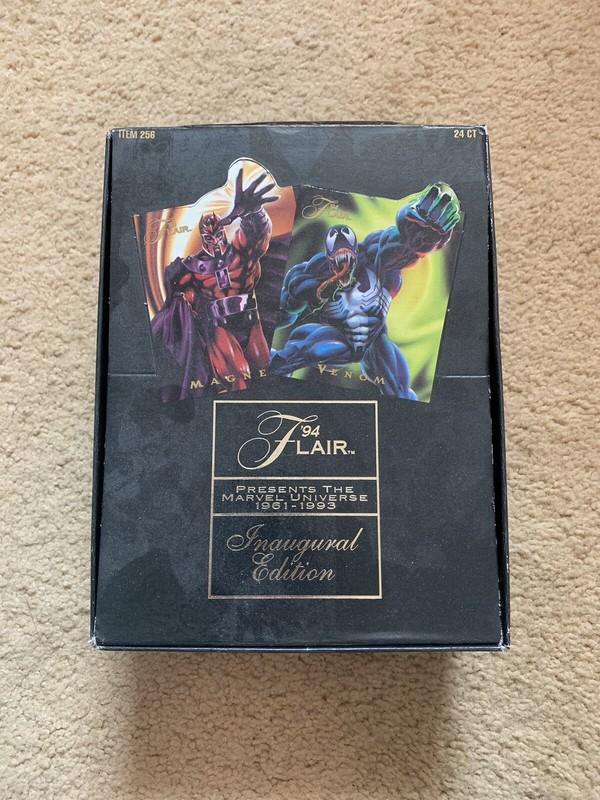 ITEM 256
24 CT
FLAIR
FLAIR
MAGNE
VENOM
'94
FLAIR™
PRESENTS THE
MARVEL UNIVERSE
1961-1993
Inaugural
Edition